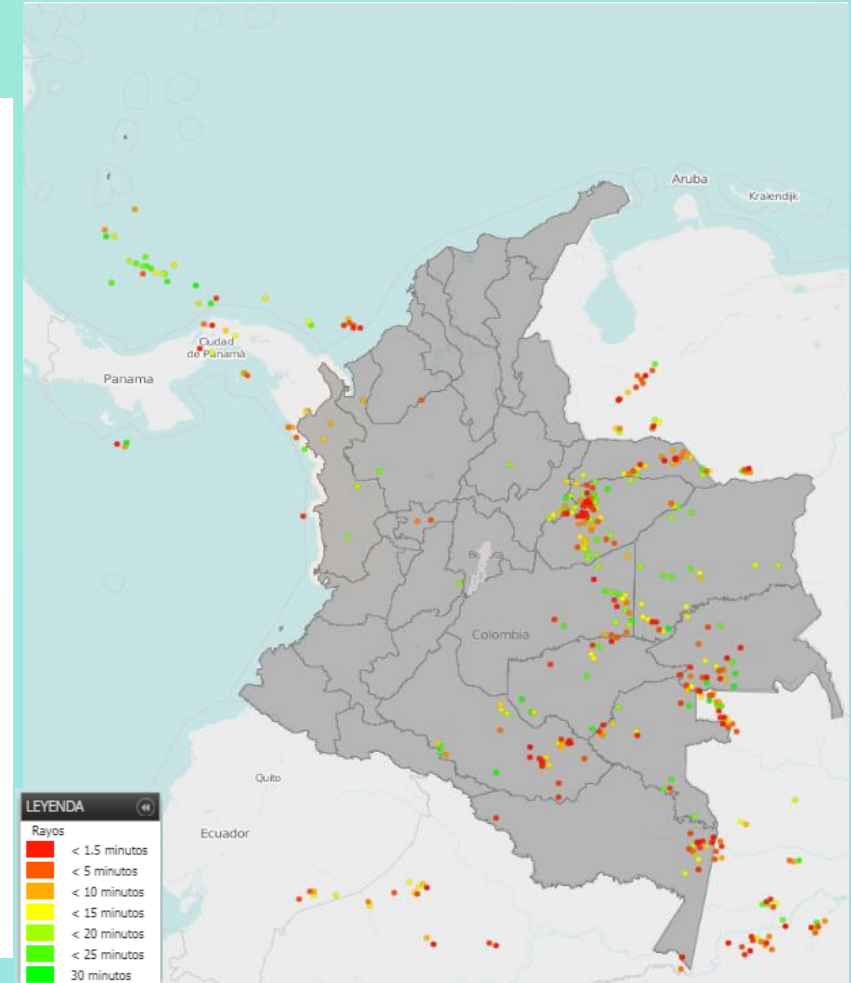 Aruba
Kralendijk
Ciudad
de Panamá
Panama
Bogotá
Colombia
Quito
Ecuador
LEYENDA
Rayos
< 1.5 minutos
< 5 minutos
< 10 minutos
< 15 minutos
< 20 minutos
< 25 minutos
30 minutos